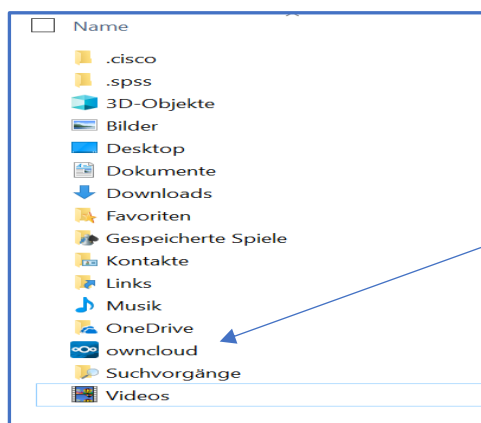 Name
.cisco
.spss
3D-Objekte
Bilder
Desktop
Dokumente
Downloads
Favoriten
Gespeicherte Spiele
Kontakte
Links
Musik
OneDrive
owncloud
Suchvorgänge
Videos